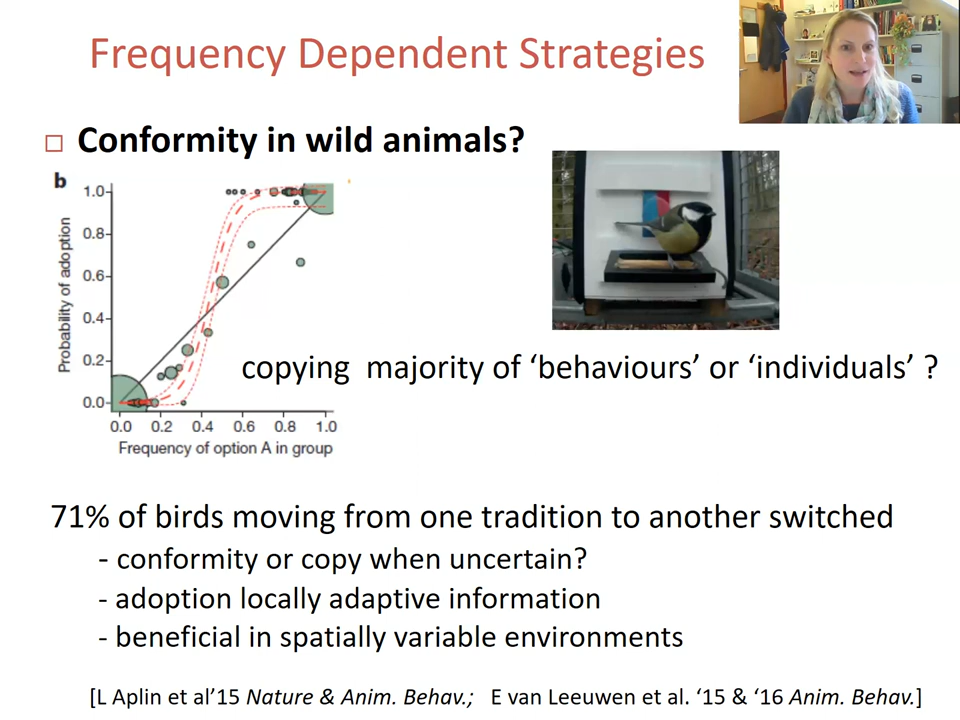 Frequency Dependent Strategies
Conformity in wild animals?
b
Probability of adoption
1.0
0.8
0.6
0.4
0.2
0.0
0.0 0.2 0.4 0.6 0.8 1.0
Frequency of option A in group
copying majority of ‘behaviours’ or ‘individuals’ ?
71% of birds moving from one tradition to another switched
- conformity or copy when uncertain?
- adoption locally adaptive information
- beneficial in spatially variable environments
[L Aplin et al’15 Nature & Anim. Behav.; E van Leeuwen et al. ‘15 & ‘16 Anim. Behav.]